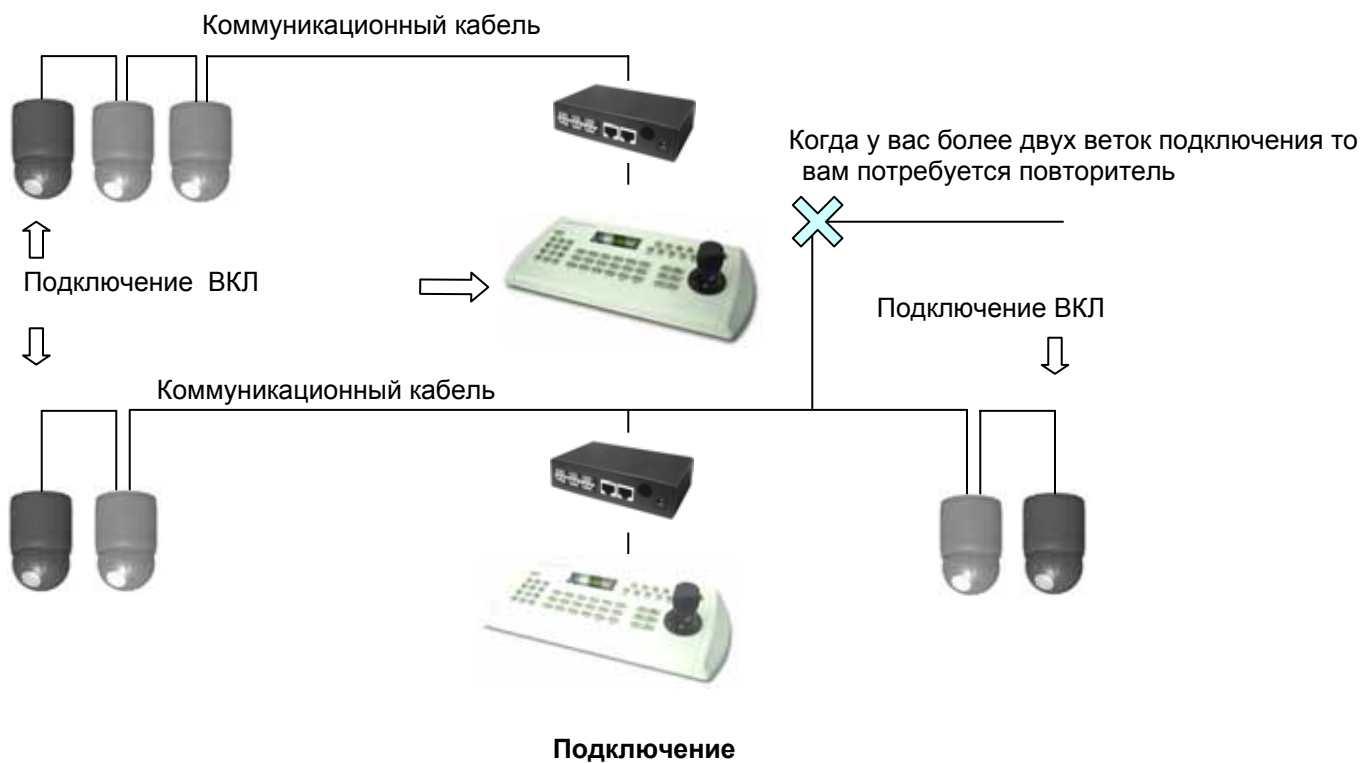 Коммуникационный кабель
Когда у вас более двух веток подключения то
вам потребуется повторитель
Подключение ВКЛ
Подключение ВКЛ
Коммуникационный кабель
Подключение